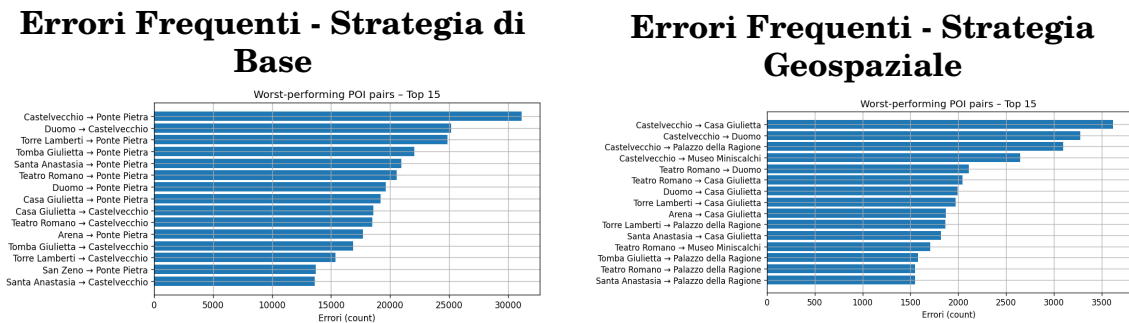 Errori Frequenti - Strategia di
Base
Worst-performing POI pairs – Top 15
Castelvecchio → Ponte Pietra
Duomo → Castelvecchio
Torre Lamberti → Ponte Pietra
Tomba Giulietta → Ponte Pietra
Santa Anastasia → Ponte Pietra
Teatro Romano → Ponte Pietra
Duomo → Ponte Pietra
Casa Giulietta → Ponte Pietra
Casa Giulietta → Castelvecchio
Teatro Romano → Castelvecchio
Arena → Ponte Pietra
Tomba Giulietta → Castelvecchio
Torre Lamberti → Castelvecchio
San Zeno → Ponte Pietra
Santa Anastasia → Castelvecchio
0 5000 10000 15000 20000 25000 30000
Errori (count)
Errori Frequenti - Strategia
Geospaziale
Worst-performing POI pairs – Top 15
Castelvecchio → Casa Giulietta
Castelvecchio → Duomo
Castelvecchio → Palazzo della Ragione
Castelvecchio → Museo Miniscalchi
Teatro Romano → Duomo
Teatro Romano → Casa Giulietta
Duomo → Casa Giulietta
Torre Lamberti → Casa Giulietta
Arena → Casa Giulietta
Torre Lamberti → Palazzo della Ragione
Santa Anastasia → Casa Giulietta
Teatro Romano → Museo Miniscalchi
Tomba Giulietta → Palazzo della Ragione
Teatro Romano → Palazzo della Ragione
Santa Anastasia → Palazzo della Ragione
0 500 1000 1500 2000 2500 3000 3500
Errori (count)